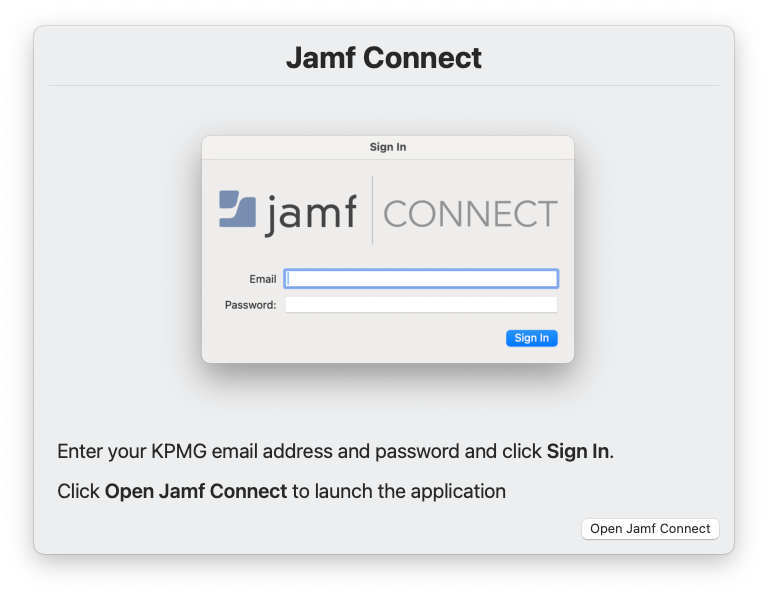 Jamf Connect
Sign In
jamf | CONNECT
Email
Password:
Sign In
Enter your KPMG email address and password and click Sign In.
Click Open Jamf Connect to launch the application
Open Jamf Connect